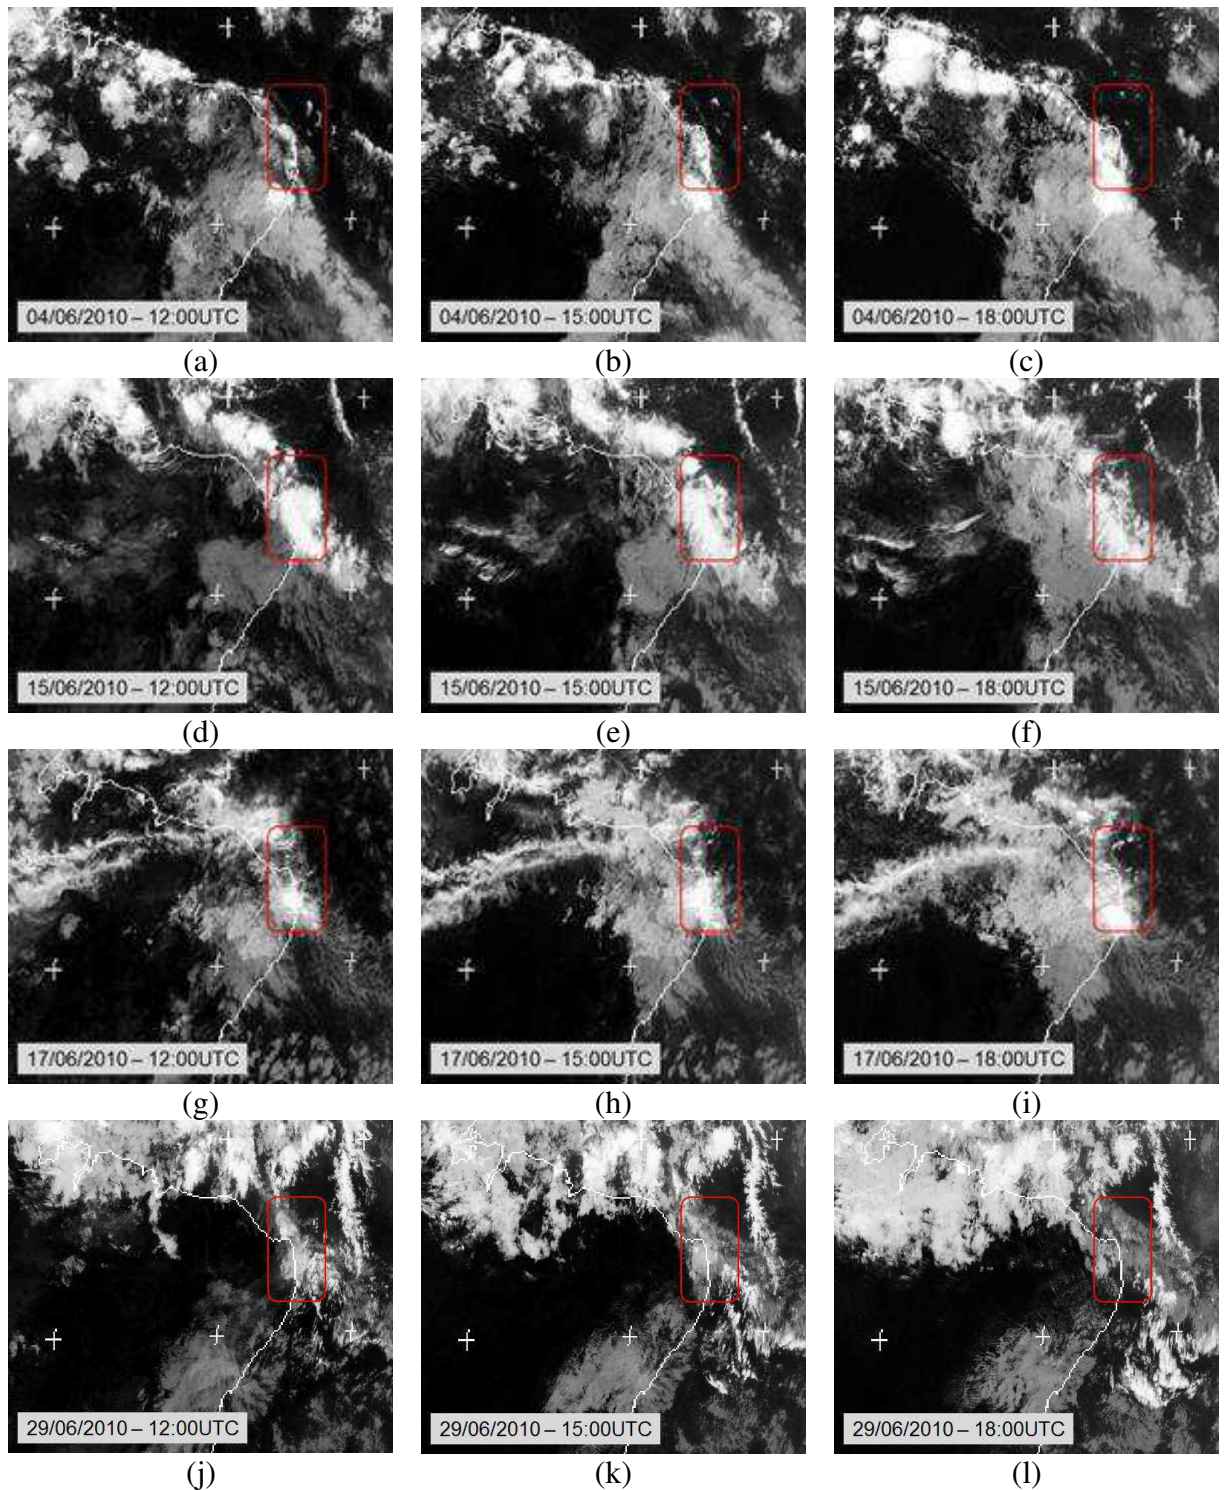 04/06/2010 – 12:00UTC
04/06/2010 – 15:00UTC
04/06/2010 – 18:00UTC
(a)
(b)
(c)
15/06/2010 – 12:00UTC
15/06/2010 – 15:00UTC
15/06/2010 – 18:00UTC
(d)
(e)
(f)
17/06/2010 – 12:00UTC
17/06/2010 – 15:00UTC
17/06/2010 – 18:00UTC
(g)
(h)
(i)
29/06/2010 – 12:00UTC
29/06/2010 – 15:00UTC
29/06/2010 – 18:00UTC
(j)
(k)
(l)